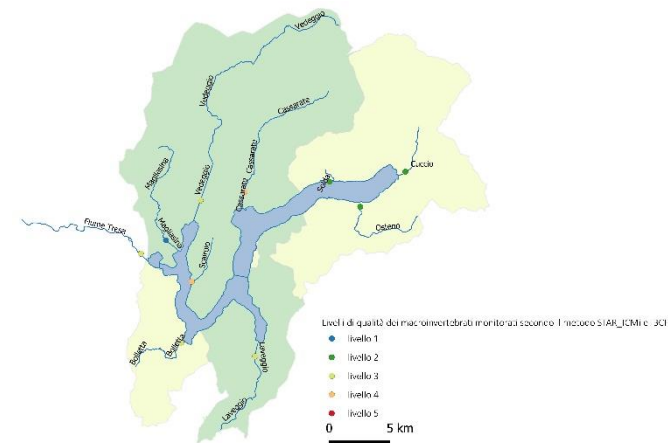 Vedeggio
Vedeggio
Cassarate
Cassarate
Magliasina
Vedeggio
Cassarate
Cuccio
Magliasina
Fiume Tresa
Scairolo
Osteno
Livelli di qualità dei macroinvertebrati monitorati secondo il metodo STAR_ICMi e
livello 1
livello 2
Bolletta
Bolletta
Laveggio
livello 3
livello 4
Laveggio
livello 5
0 5 km